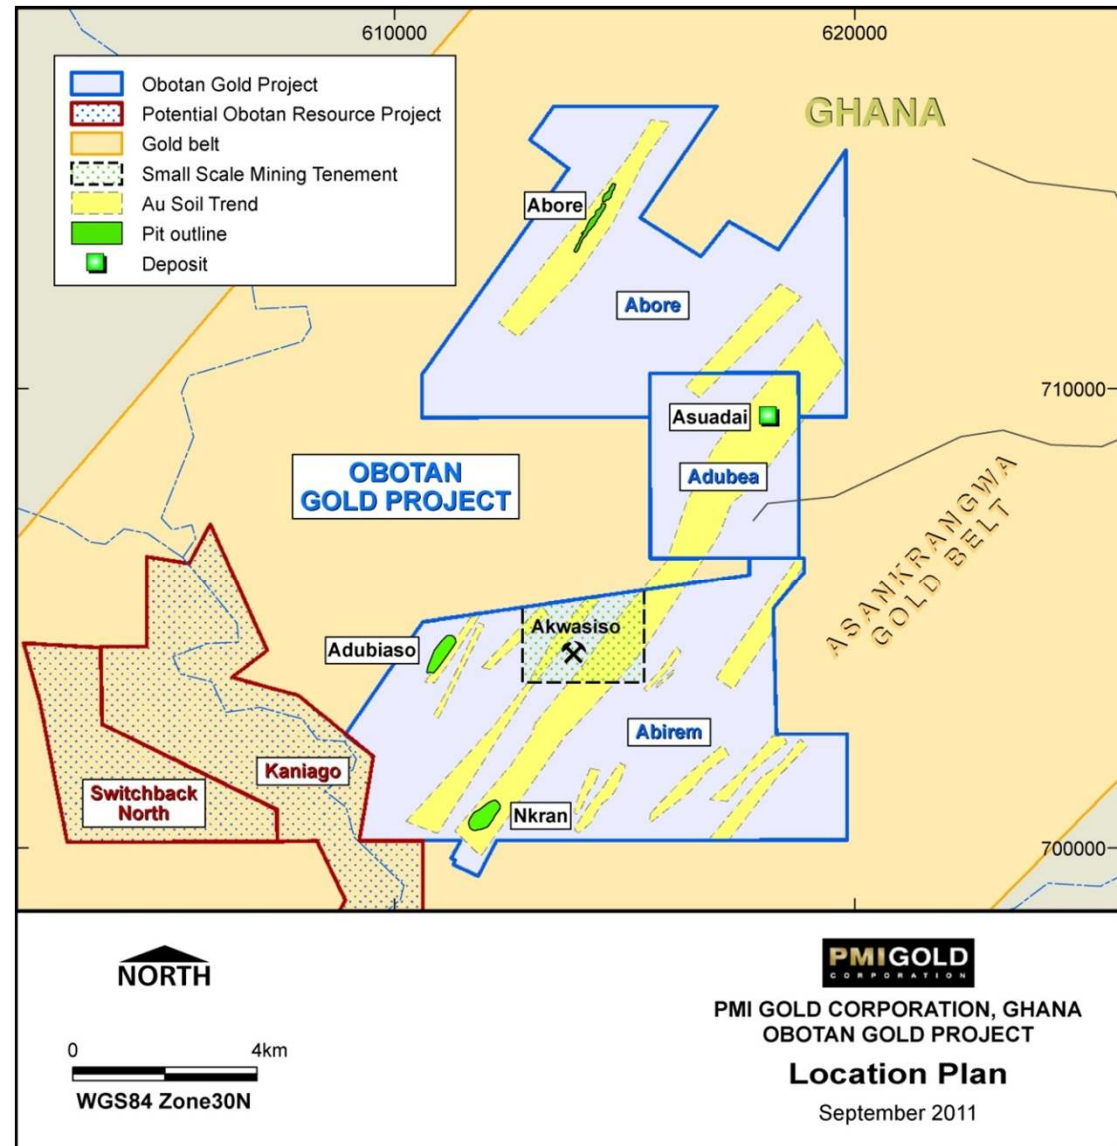 610000
620000
Obotan Gold Project
Potential Obotan Resource Project
Gold belt
Small Scale Mining Tenement
Au Soil Trend
Pit outline
Deposit
GHANA
Abore
Abore
710000
Asuadai
Adubea
OBOTAN
GOLD PROJECT
ASANKRANGWA
GOLD BELT
Akwasiso
Adubiaso
Abirem
Kaniago
Switchback
North
Nkran
700000
NORTH
0 4km
WGS84 Zone30N
PMIGOLD
CORPORATION
PMI GOLD CORPORATION, GHANA
OBOTAN GOLD PROJECT
Location Plan
September 2011